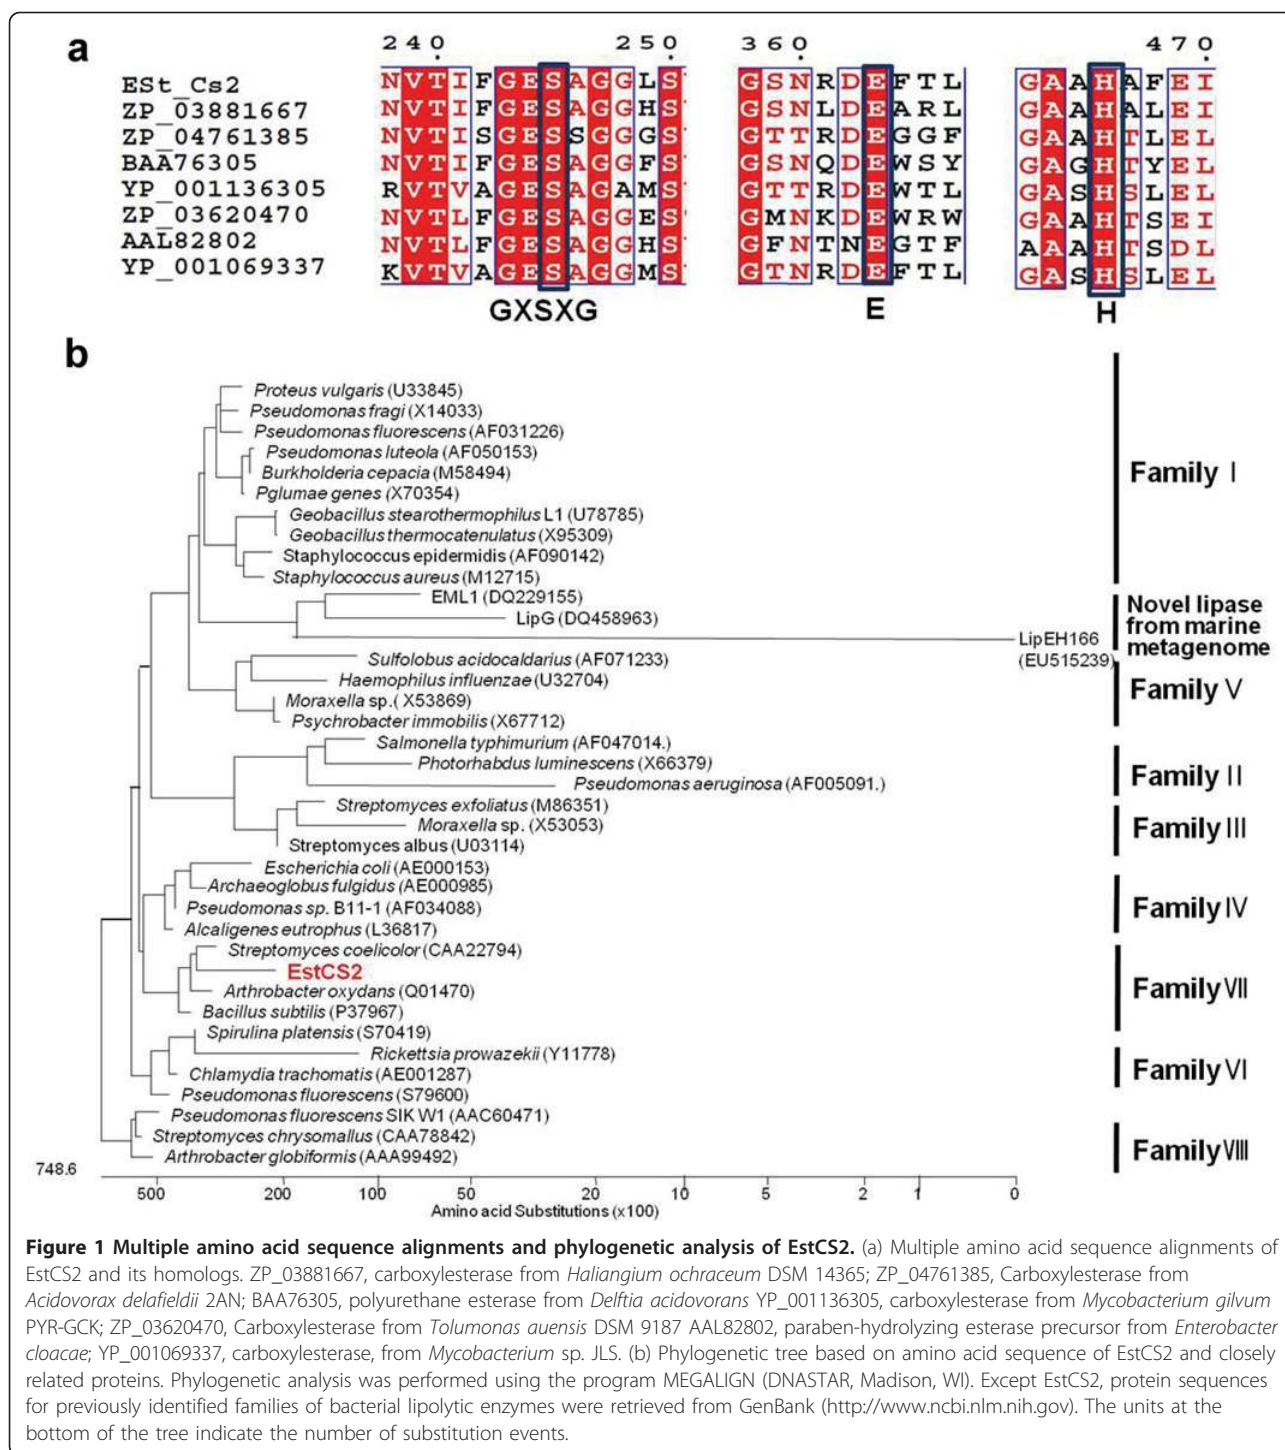 a
240 250 360 470
ESt_Cs2 NVTIFGESAGGLS GSNRDEFTL GAAHAFEI
ZP_03881667 NVTIFGESAGGHS GSNLDEARL GAAHALEI
ZP_04761385 NVTISGESSGGGS GTTRDEGGF GAAHTLEL
BAA76305 NVTIFGESAGGFS GSNQDEWSY GAGHTYEL
YP_001136305 RVTVAGESAGAMS GTTRDEWTL GASHSLEL
ZP_03620470 NVTLFGESAGGES GMNKDEWRW GAAHTSEI
AAL82802 NVTLFGESAGGHS GFNTNEGTF AAAHTSDL
YP_001069337 KVTVAGESAGGMS GTNRDEFTL GASHSLEL
GXSXG E H
b
Proteus vulgaris (U33845)
Pseudomonas fragi (X14033)
Pseudomonas fluorescens (AF031226)
Pseudomonas luteola (AF050153)
Burkholderia cepacia (M58494)
Family I
Pglumae genes (X70354)
Geobacillus stearothermophilus L1 (U78785)
Geobacillus thermocatenulatus (X95309)
Staphylococcus epidermidis (AF090142)
Staphylococcus aureus (M12715)
EML1 (DQ229155)
Novel lipase
LipG (DQ458963)
from marine
LipEH166
metagenome
(EU515239)
Sulfolobus acidocaldarius (AF071233)
Haemophilus influenzae (U32704)
Family V
Moraxella sp.( X53869)
Psychrobacter immobilis (X67712)
Salmonella typhimurium (AF047014.)
Photorhabdus luminescens (X66379)
Family II
Pseudomonas aeruginosa (AF005091.)
Streptomyces exfoliatus (M86351)
Moraxella sp. (X53053)
Family III
Streptomyces albus (U03114)
Escherichia coli (AE000153)
Archaeoglobus fulgidus (AE000985)
Pseudomonas sp. B11-1 (AF034088)
Family IV
Alcaligenes eutrophus (L36817)
Streptomyces coelicolor (CAA22794)
EstCS2
Arthrobacter oxydans (Q01470)
Family VII
Bacillus subtilis (P37967)
Spirulina platensis (S70419)
Rickettsia prowazekii (Y11778)
Family VI
Chlamydia trachomatis (AE001287)
Pseudomonas fluorescens (S79600)
Pseudomonas fluorescens SIK W1 (AAC60471)
Streptomyces chrysomallus (CAA78842)
Family VIII
Arthrobacter globiformis (AAA99492)
748.6
500 200 100 50 20 10 5 2 1 0
Amino acid Substitutions (x100)
Figure 1 Multiple amino acid sequence alignments and phylogenetic analysis of EstCS2. (a) Multiple amino acid sequence alignments of
EstCS2 and its homologs. ZP_03881667, carboxylesterase from Haliangium ochraceum DSM 14365; ZP_04761385, Carboxylesterase from
Acidovorax delafieldii 2AN; BAA76305, polyurethane esterase from Delftia acidovorans YP_001136305, carboxylesterase from Mycobacterium gilvum
PYR-GCK; ZP_03620470, Carboxylesterase from Tolumonas auensis DSM 9187 AAL82802, paraben-hydrolyzing esterase precursor from Enterobacter
cloacae; YP_001069337, carboxylesterase, from Mycobacterium sp. JLS. (b) Phylogenetic tree based on amino acid sequence of EstCS2 and closely
related proteins. Phylogenetic analysis was performed using the program MEGALIGN (DNASTAR, Madison, WI). Except EstCS2, protein sequences
for previously identified families of bacterial lipolytic enzymes were retrieved from GenBank (http://www.ncbi.nlm.nih.gov). The units at the
bottom of the tree indicate the number of substitution events.